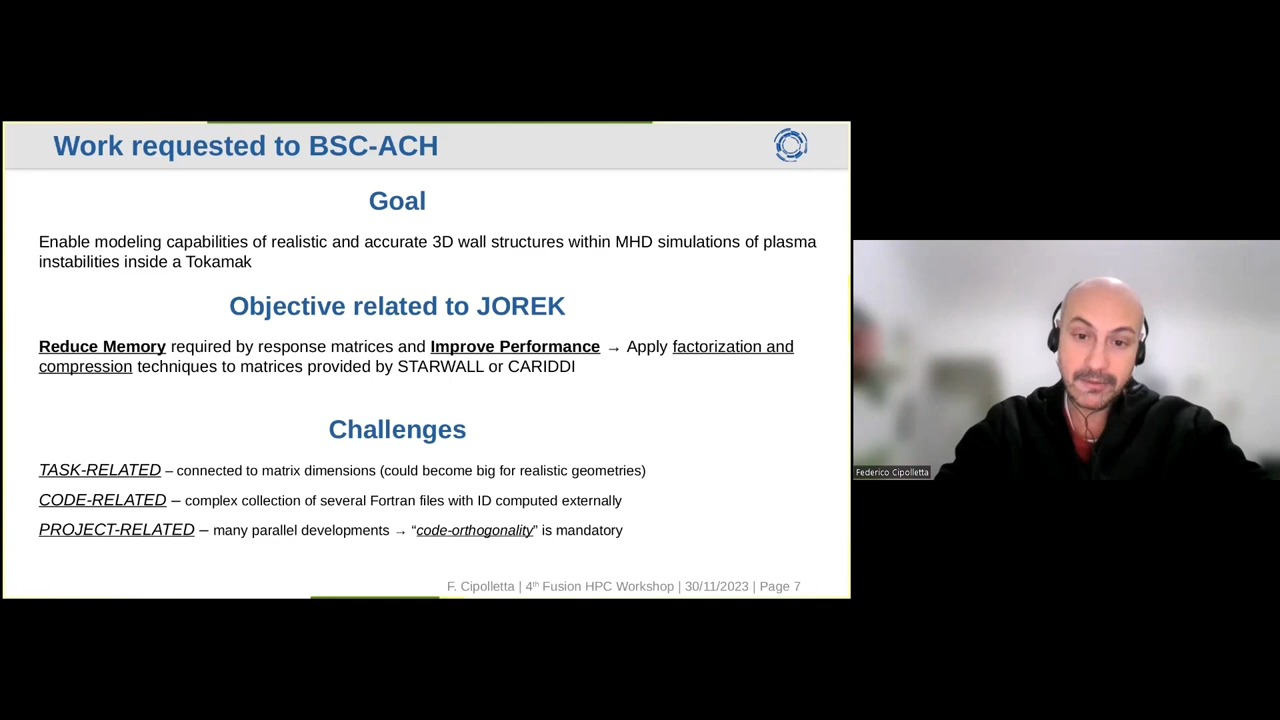 Work requested to BSC-ACH
Goal
Enable modeling capabilities of realistic and accurate 3D wall structures within MHD simulations of plasma
instabilities inside a Tokamak
Objective related to JOREK
Reduce Memory required by response matrices and Improve Performance → Apply factorization and
compression techniques to matrices provided by STARWALL or CARIDDI
Challenges
TASK-RELATED – connected to matrix dimensions (could become big for realistic geometries)
CODE-RELATED – complex collection of several Fortran files with ID computed externally
PROJECT-RELATED – many parallel developments → “code-orthogonality” is mandatory
F. Cipolletta | 4th Fusion HPC Workshop | 30/11/2023 | Page 7
Federico Cipolletta